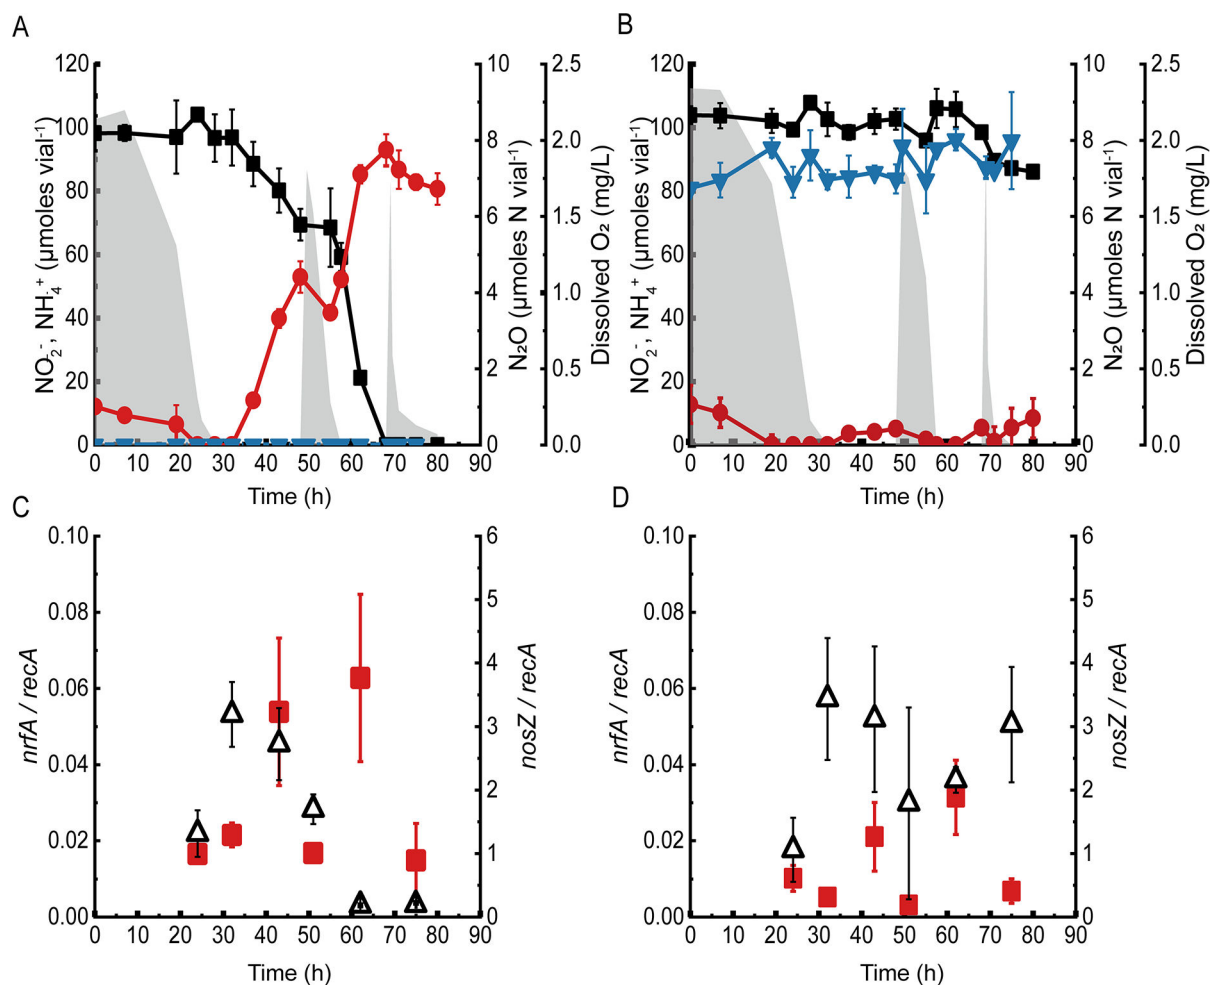 A
B
120
100
80
60
40
20
0
NO₂⁻, NH₄⁺ (µmoles vial⁻¹)
0 10 20 30 40 50 60 70 80 90
Time (h)
10
8
6
4
2
0
N₂O (µmoles N vial⁻¹)
2.5
2.0
1.5
1.0
0.5
0.0
Dissolved O₂ (mg/L)
120
100
80
60
40
20
0
NO₂⁻, NH₄⁺ (µmoles vial⁻¹)
0 10 20 30 40 50 60 70 80 90
Time (h)
10
8
6
4
2
0
N₂O (µmoles N vial⁻¹)
2.5
2.0
1.5
1.0
0.5
0.0
Dissolved O₂ (mg/L)
C
D
0.10
0.08
0.06
0.04
0.02
0.00
nrfA / recA
0 10 20 30 40 50 60 70 80 90
Time (h)
6
5
4
3
2
1
0
nosZ / recA
0.10
0.08
0.06
0.04
0.02
0.00
nrfA / recA
0 10 20 30 40 50 60 70 80 90
Time (h)
6
5
4
3
2
1
0
nosZ / recA